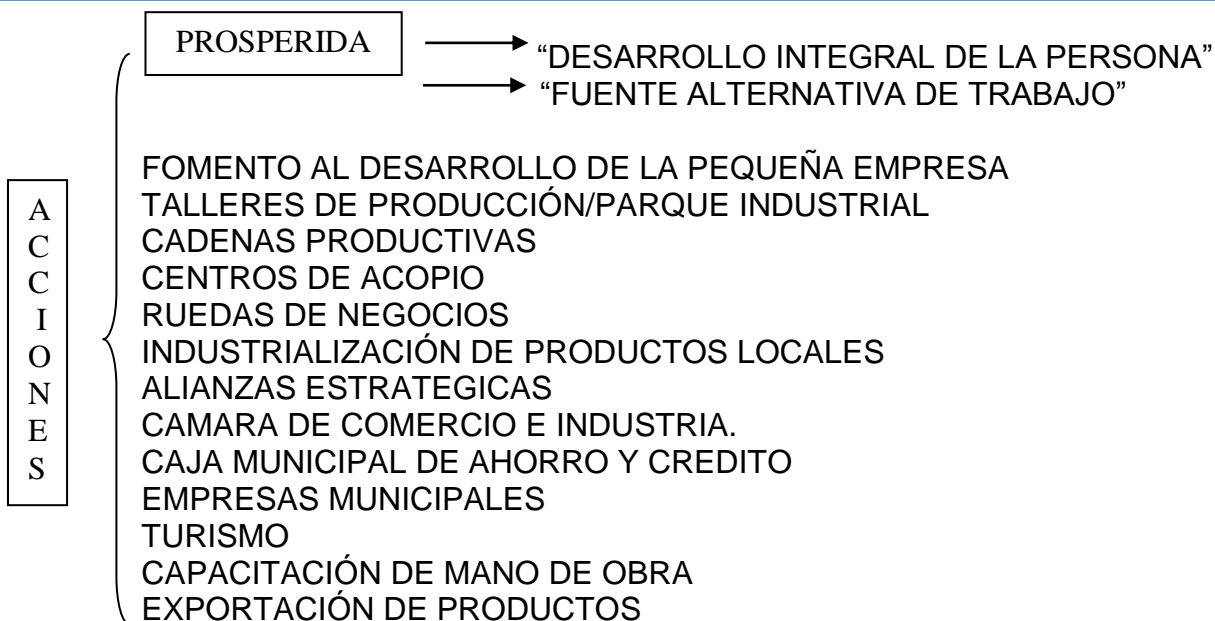 PROSPERIDA
“DESARROLLO INTEGRAL DE LA PERSONA”
“FUENTE ALTERNATIVA DE TRABAJO”
ACCIONES
FOMENTO AL DESARROLLO DE LA PEQUEÑA EMPRESA
TALLERES DE PRODUCCIÓN/PARQUE INDUSTRIAL
CADENAS PRODUCTIVAS
CENTROS DE ACOPIO
RUEDAS DE NEGOCIOS
INDUSTRIALIZACIÓN DE PRODUCTOS LOCALES
ALIANZAS ESTRATEGICAS
CAMARA DE COMERCIO E INDUSTRIA.
CAJA MUNICIPAL DE AHORRO Y CREDITO
EMPRESAS MUNICIPALES
TURISMO
CAPACITACIÓN DE MANO DE OBRA
EXPORTACIÓN DE PRODUCTOS